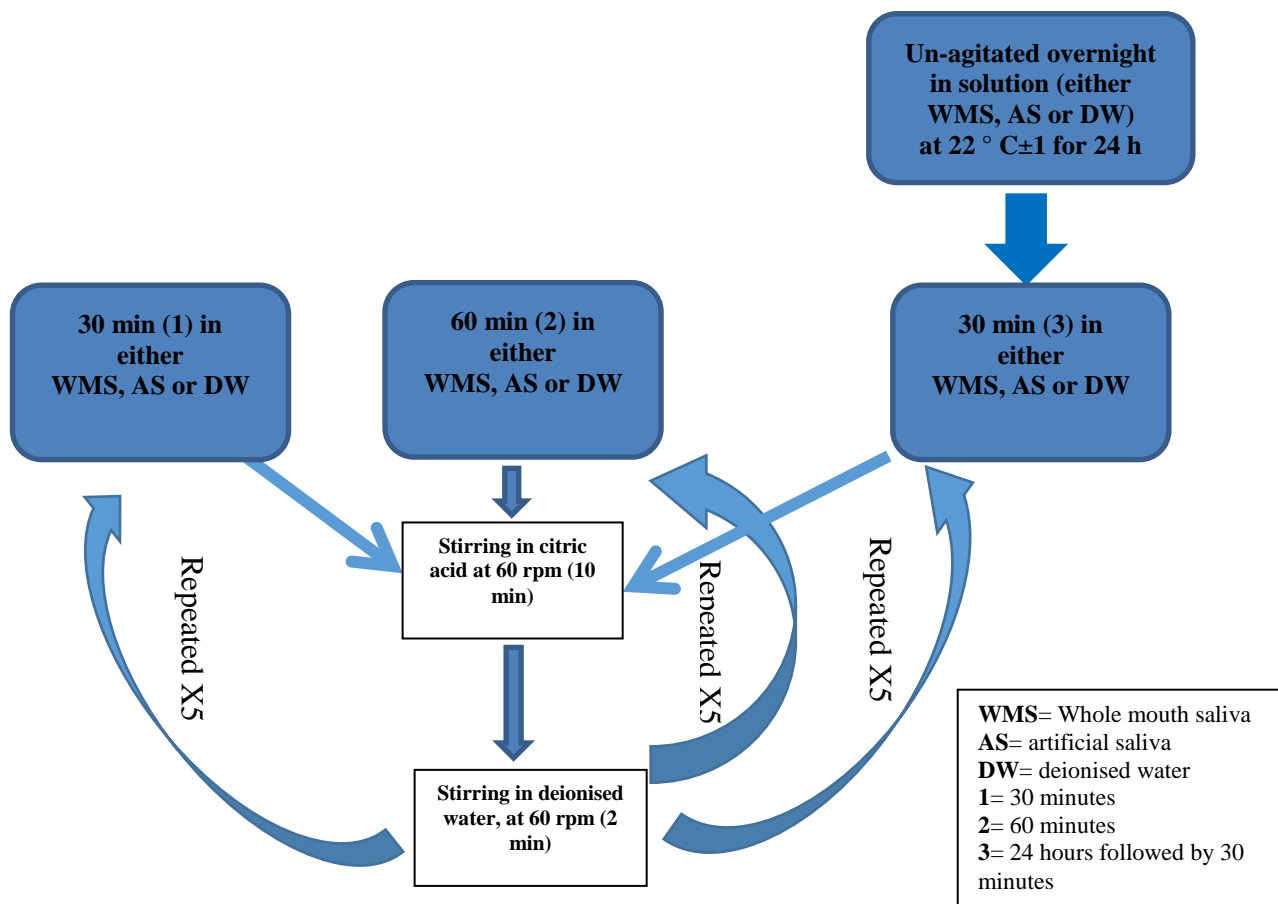 Un-agitated overnight
in solution (either
WMS, AS or DW)
at 22 ° C±1 for 24 h
30 min (1) in
either
WMS, AS or DW
60 min (2) in
either
WMS, AS or DW
30 min (3) in
either
WMS, AS or DW
Stirring in citric
acid at 60 rpm (10
min)
Repeated X5
Repeated X5
Repeated X5
Stirring in deionised
water, at 60 rpm (2
min)
WMS= Whole mouth saliva
AS= artificial saliva
DW= deionised water
1= 30 minutes
2= 60 minutes
3= 24 hours followed by 30
minutes